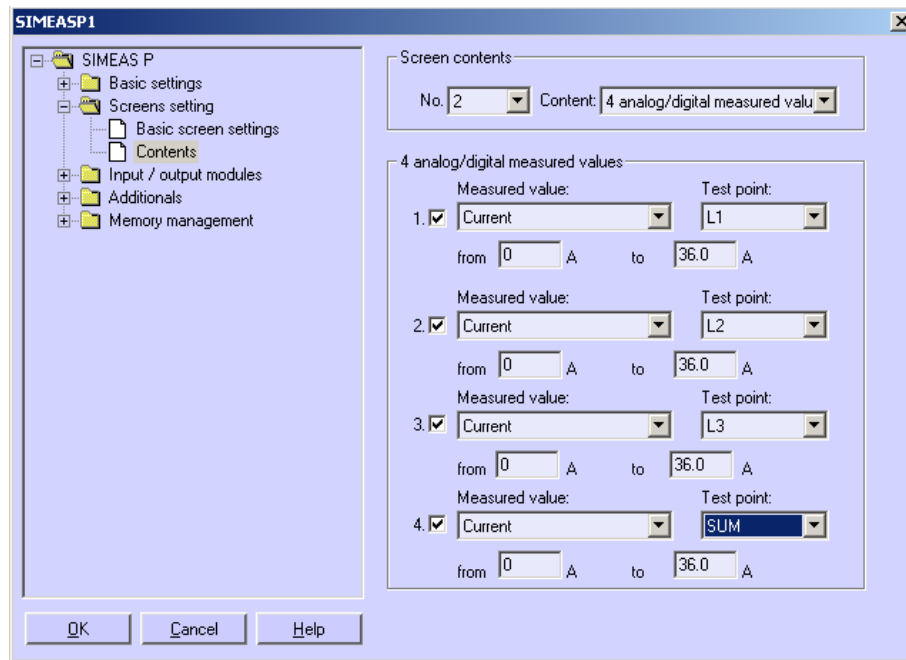 SIMEASP1
SIMEAS P
Basic settings
Screens setting
Basic screen settings
Contents
Input / output modules
Additionals
Memory management
Screen contents
No. 2 Content: 4 analog/digital measured valu
4 analog/digital measured values
Measured value: Test point:
1. Current L1
from 0 A to 36.0 A
Measured value: Test point:
2. Current L2
from 0 A to 36.0 A
Measured value: Test point:
3. Current L3
from 0 A to 36.0 A
Measured value: Test point:
4. Current SUM
from 0 A to 36.0 A
OK Cancel Help